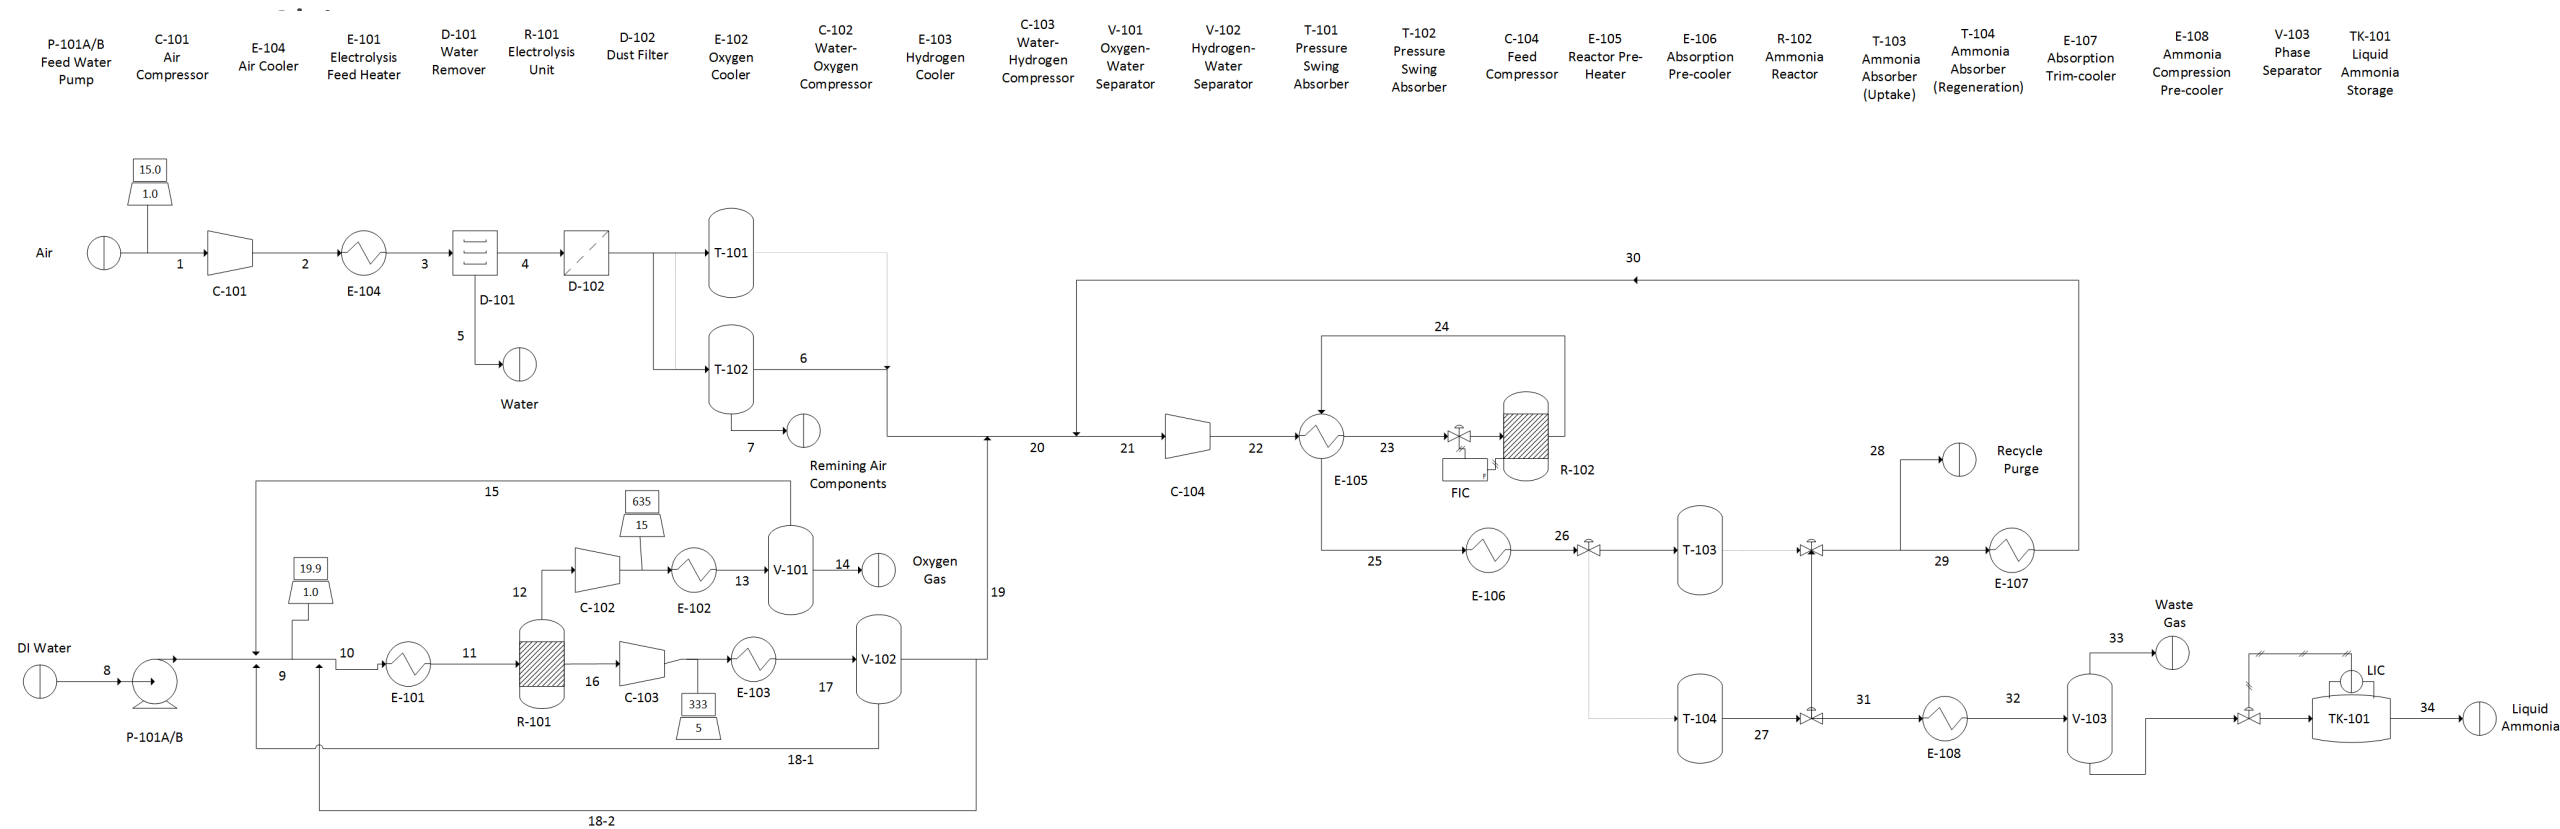 P-101A/B
Feed Water
Pump
C-101
Air
Compressor
E-104
Air Cooler
E-101
Electrolysis
Feed Heater
D-101
Water
Remover
R-101
Electrolysis
Unit
D-102
Dust Filter
E-102
Oxygen
Cooler
C-102
Water-
Oxygen
Compressor
E-103
Hydrogen
Cooler
C-103
Water-
Hydrogen
Compressor
V-101
Oxygen-
Water
Separator
V-102
Hydrogen-
Water
Separator
T-101
Pressure
Swing
Absorber
T-102
Pressure
Swing
Absorber
C-104
Feed
Compressor
E-105
Reactor Pre-
Heater
E-106
Absorption
Pre-cooler
R-102
Ammonia
Reactor
T-103
Ammonia
Absorber
(Uptake)
T-104
Ammonia
Absorber
(Regeneration)
E-107
Absorption
Trim-cooler
E-108
Ammonia
Compression
Pre-cooler
V-103
Phase
Separator
TK-101
Liquid
Ammonia
Storage
15.0
1.0
Air
1
C-101
2
E-104
3
D-101
4
D-102
T-101
5
Water
T-102
6
7
Remining Air
Components
30
24
20
21
C-104
22
E-105
23
FIC
F
R-102
15
635
15
12
C-102
E-102
13
V-101
14
Oxygen
Gas
19
19.9
1.0
DI Water
8
P-101A/B
9
10
E-101
11
R-101
16
C-103
333
5
E-103
17
V-102
18-1
18-2
25
E-106
26
T-103
28
Recycle
Purge
29
E-107
T-104
27
31
E-108
32
V-103
33
Waste
Gas
LIC
TK-101
34
Liquid
Ammonia